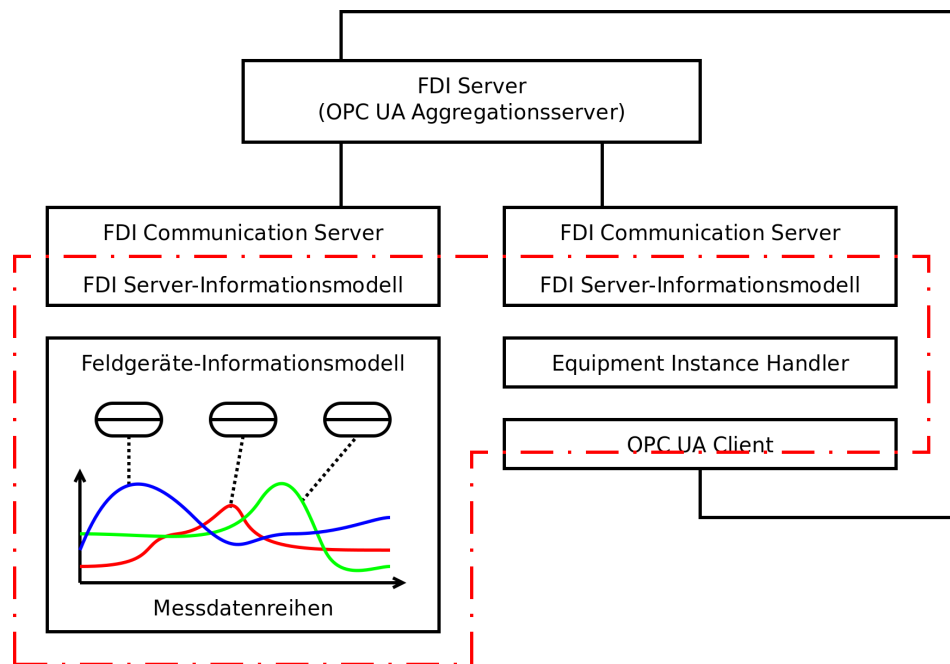 FDI Server
(OPC UA Aggregationsserver)
FDI Communication Server
FDI Server-Informationsmodell
FDI Communication Server
FDI Server-Informationsmodell
Feldgeräte-Informationsmodell
Messdatenreihen
Equipment Instance Handler
OPC UA Client